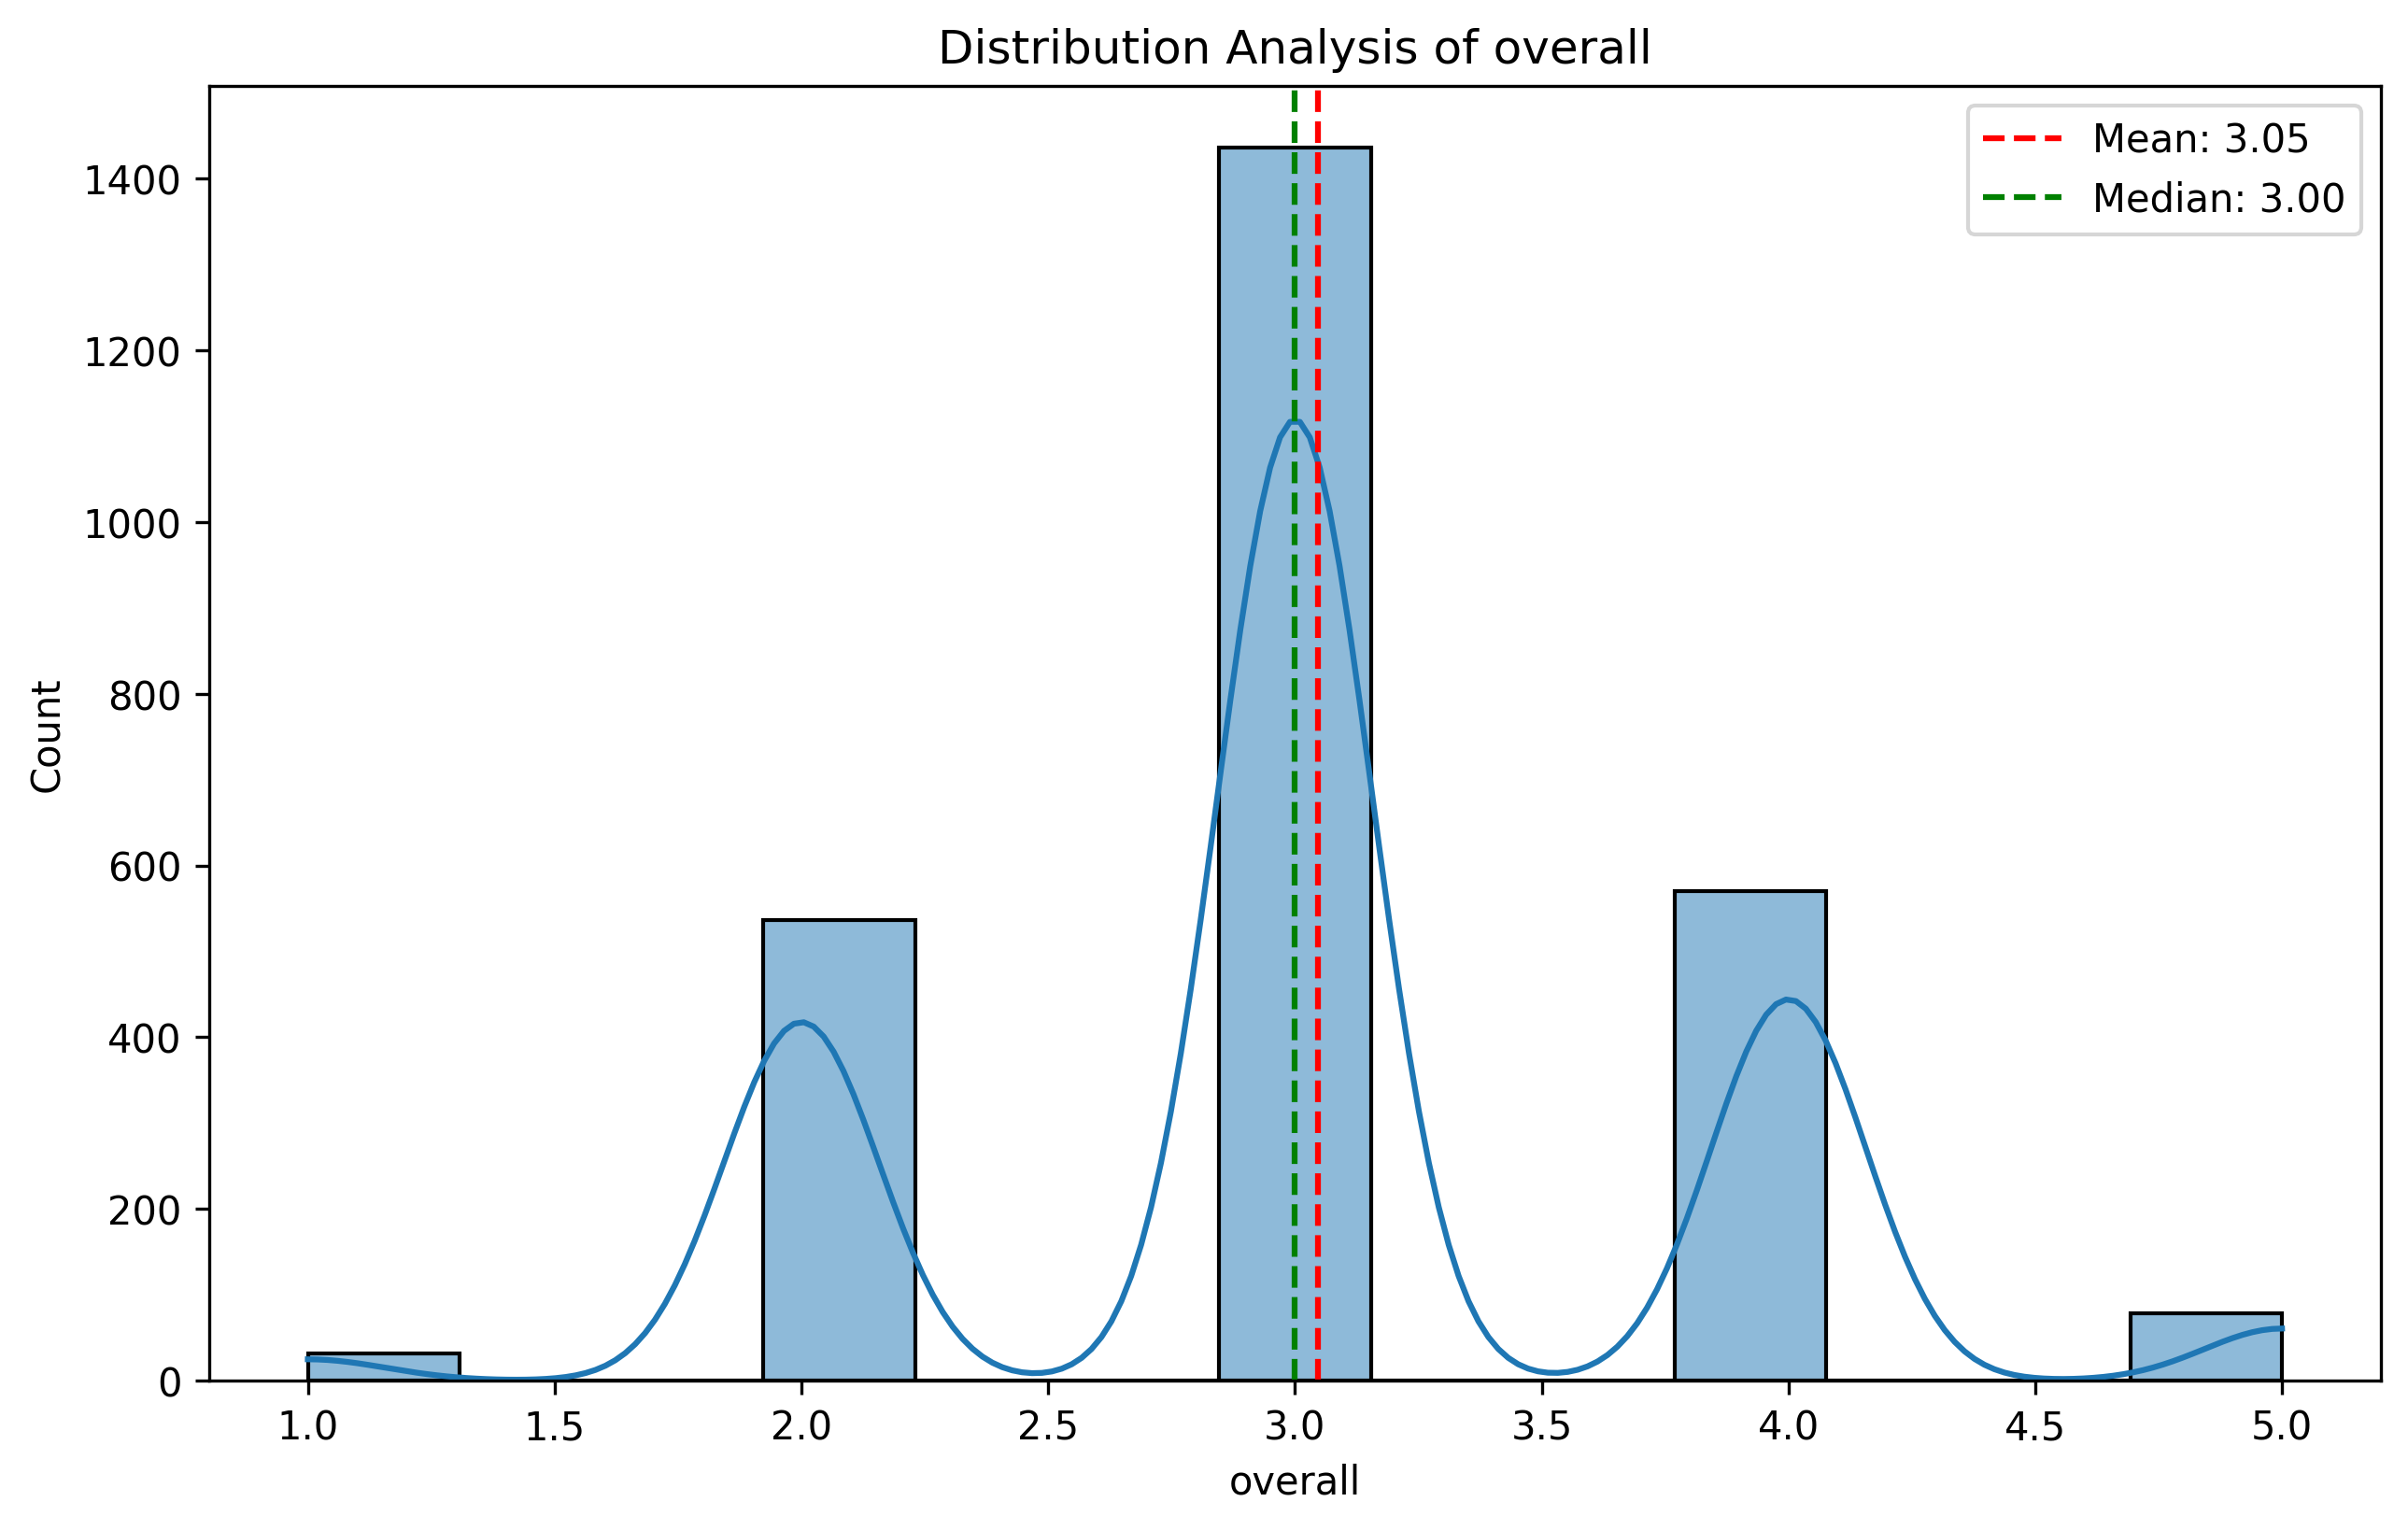 Distribution Analysis of overall
Mean: 3.05
Median: 3.00
1400
1200
1000
800
600
400
200
0
Count
1.0 1.5 2.0 2.5 3.0 3.5 4.0 4.5 5.0
overall